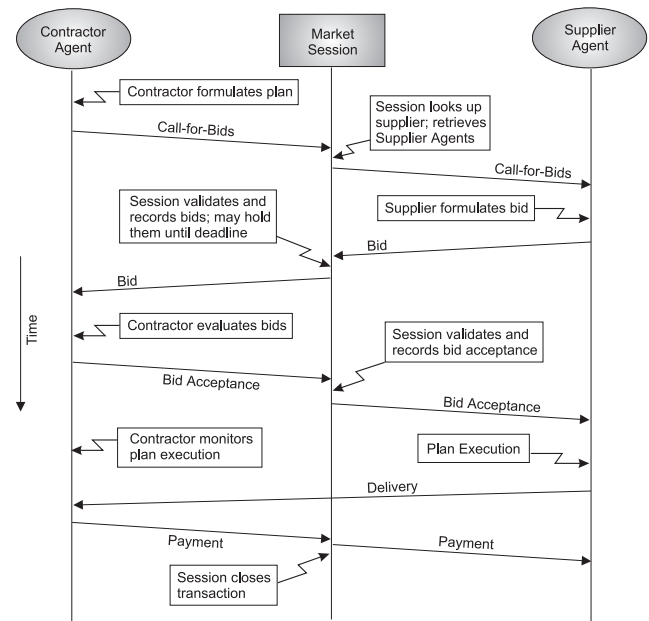 Contractor
Agent
Market
Session
Supplier
Agent
Contractor formulates plan
Session looks up
supplier; retrieves
Supplier Agents
Call-for-Bids
Call-for-Bids
Session validates and
records bids; may hold
them until deadline
Supplier formulates bid
Bid
Bid
Time
Contractor evaluates bids
Session validates and
records bid acceptance
Bid Acceptance
Bid Acceptance
Contractor monitors
plan execution
Plan Execution
Delivery
Payment
Payment
Session closes
transaction